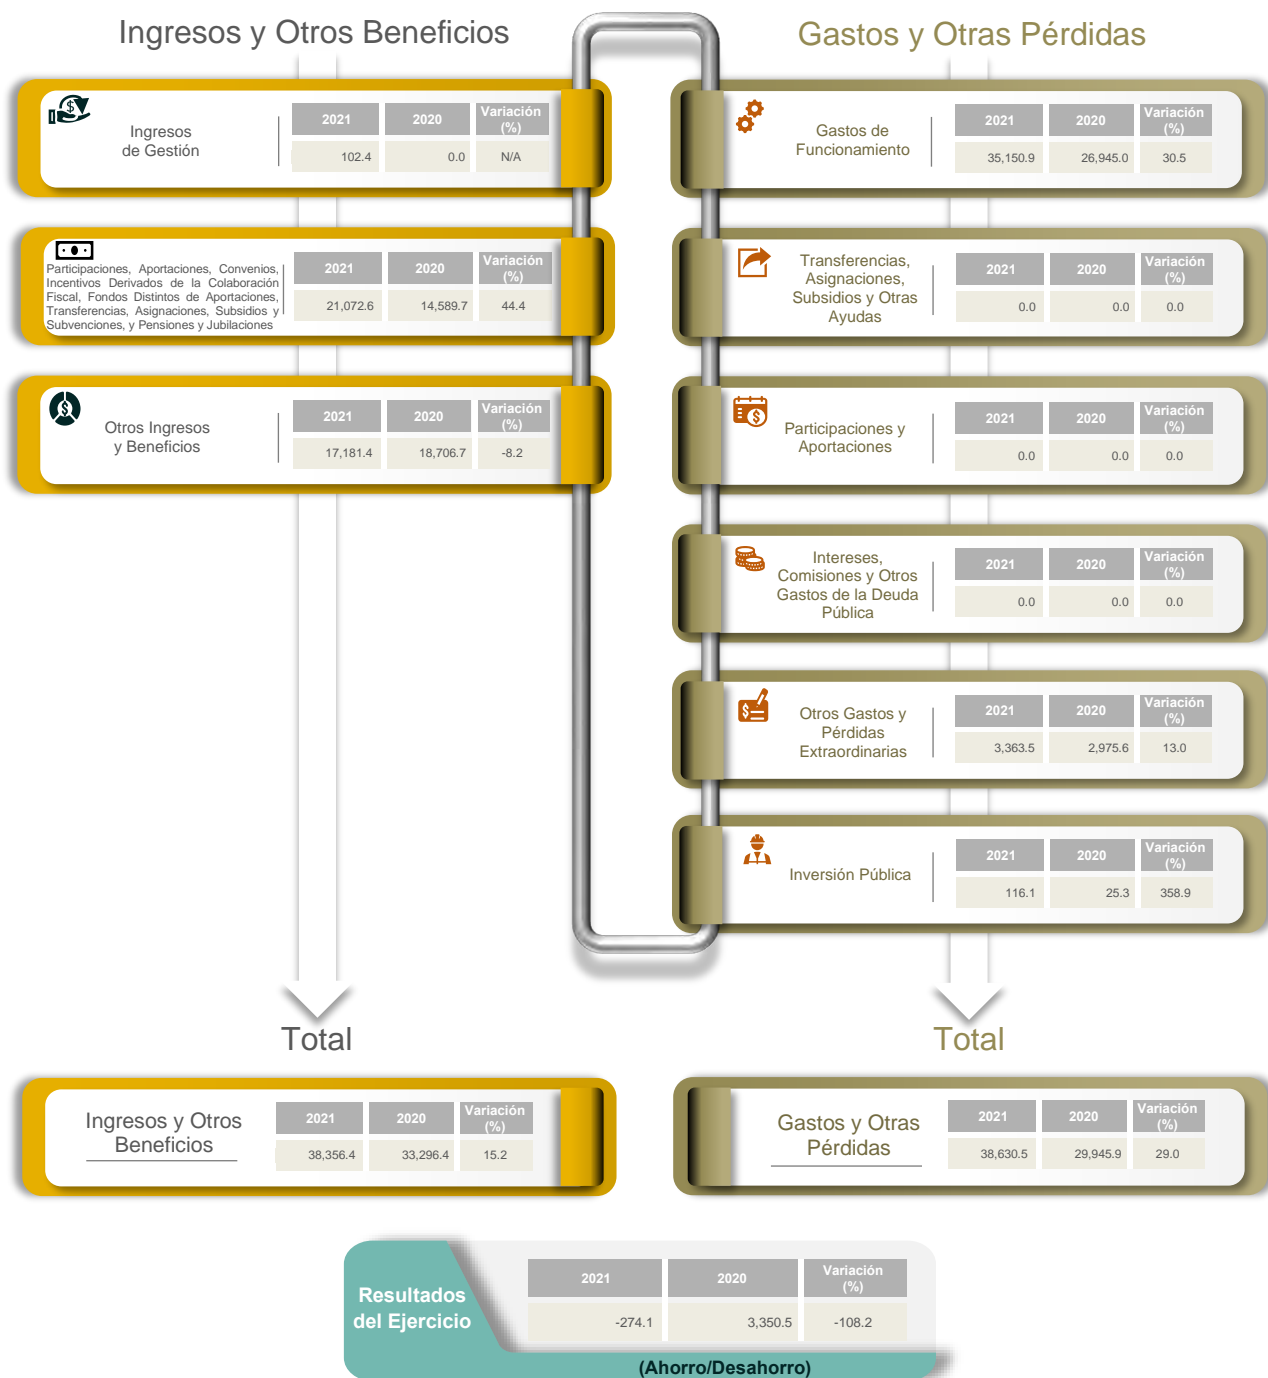 Ingresos y Otros Beneficios
Ingresos
de Gestión
2021 2020 Variación
(%)
102.4 0.0 N/A
Participaciones, Aportaciones, Convenios,
Incentivos Derivados de la Colaboración
Fiscal, Fondos Distintos de Aportaciones,
Transferencias, Asignaciones, Subsidios y
Subvenciones, y Pensiones y Jubilaciones
2021 2020 Variación
(%)
21,072.6 14,589.7 44.4
Otros Ingresos
y Beneficios
2021 2020 Variación
(%)
17,181.4 18,706.7 -8.2
Total
Ingresos y Otros
Beneficios
2021 2020 Variación
(%)
38,356.4 33,296.4 15.2
Gastos y Otras Pérdidas
Gastos de
Funcionamiento
2021 2020 Variación
(%)
35,150.9 26,945.0 30.5
Transferencias,
Asignaciones,
Subsidios y Otras
Ayudas
2021 2020 Variación
(%)
0.0 0.0 0.0
Participaciones y
Aportaciones
2021 2020 Variación
(%)
0.0 0.0 0.0
Intereses,
Comisiones y Otros
Gastos de la Deuda
Pública
2021 2020 Variación
(%)
0.0 0.0 0.0
Otros Gastos y
Pérdidas
Extraordinarias
2021 2020 Variación
(%)
3,363.5 2,975.6 13.0
Inversión Pública
2021 2020 Variación
(%)
116.1 25.3 358.9
Total
Gastos y Otras
Pérdidas
2021 2020 Variación
(%)
38,630.5 29,945.9 29.0
Resultados
del Ejercicio
2021 2020 Variación
(%)
-274.1 3,350.5 -108.2
(Ahorro/Desahorro)